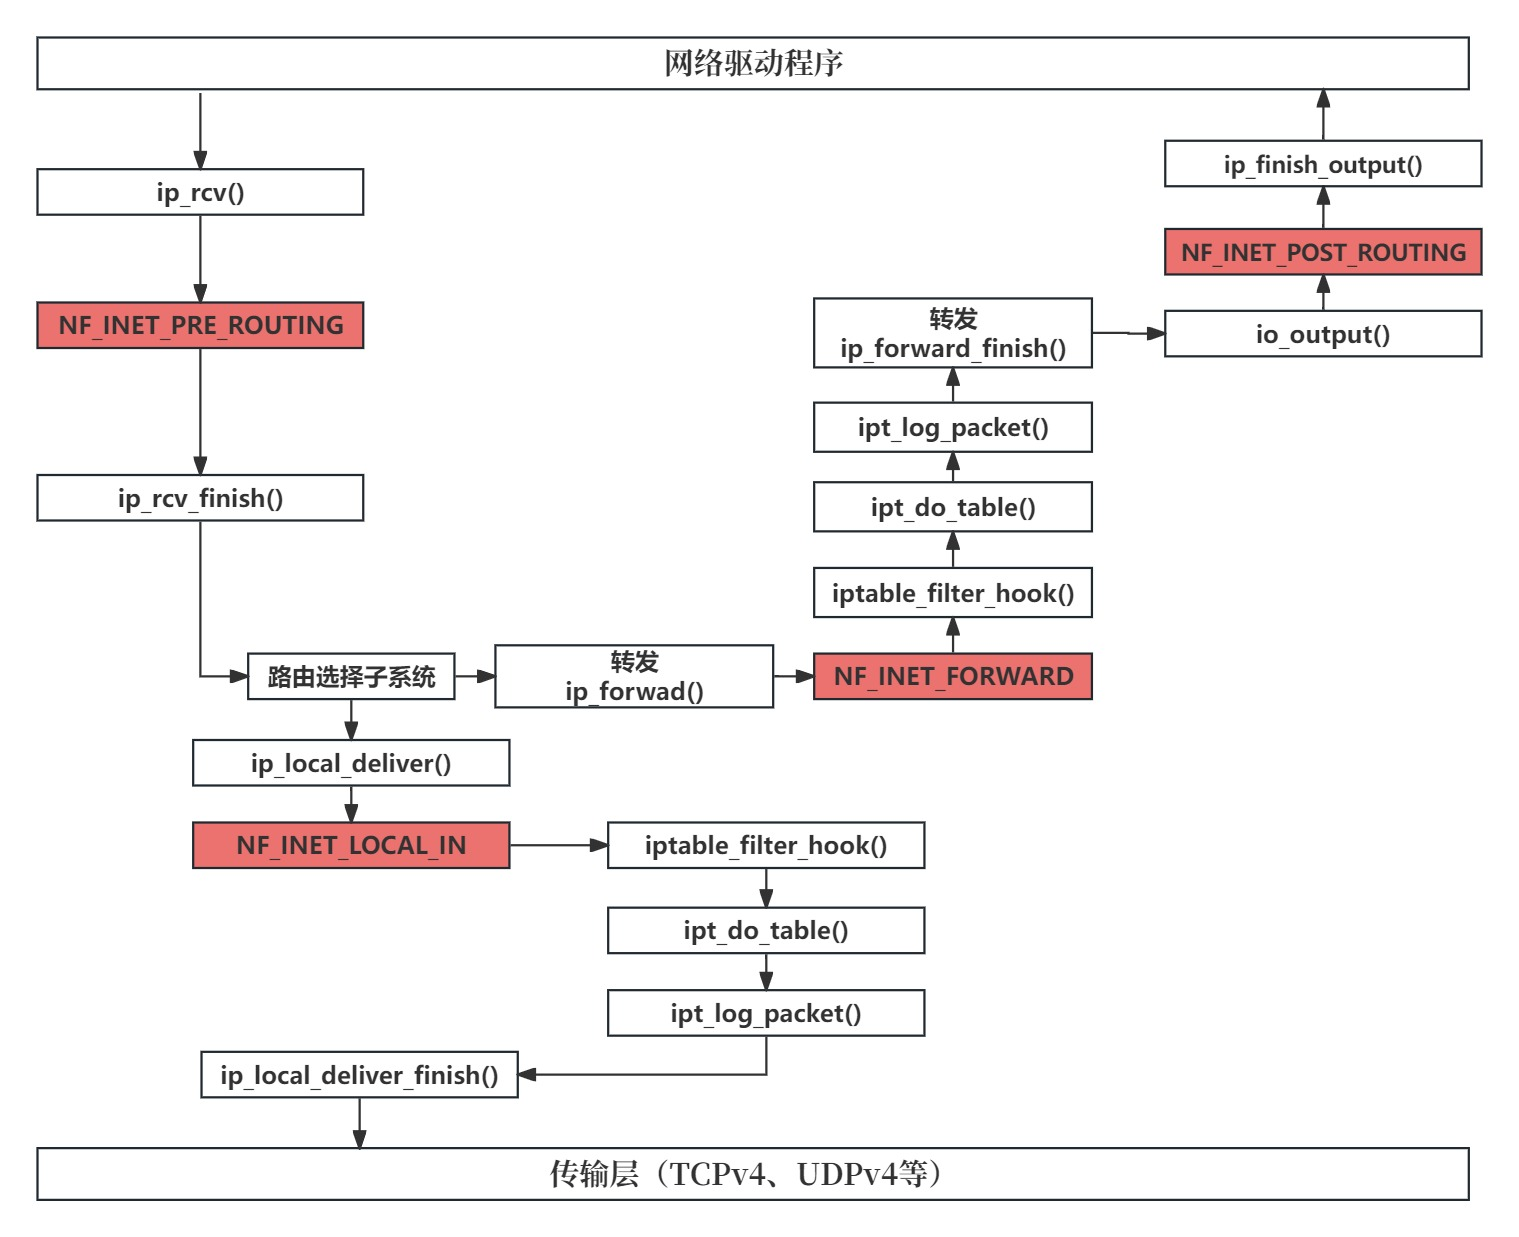 网络驱动程序
ip_rcv()
NF_INET_PRE_ROUTING
ip_rcv_finish()
路由选择子系统
转发
ip_forwad()
NF_INET_FORWARD
iptable_filter_hook()
ipt_do_table()
ipt_log_packet()
转发
ip_forward_finish()
io_output()
NF_INET_POST_ROUTING
ip_finish_output()
ip_local_deliver()
NF_INET_LOCAL_IN
iptable_filter_hook()
ipt_do_table()
ipt_log_packet()
ip_local_deliver_finish()
传输层（TCPv4、UDPv4等）